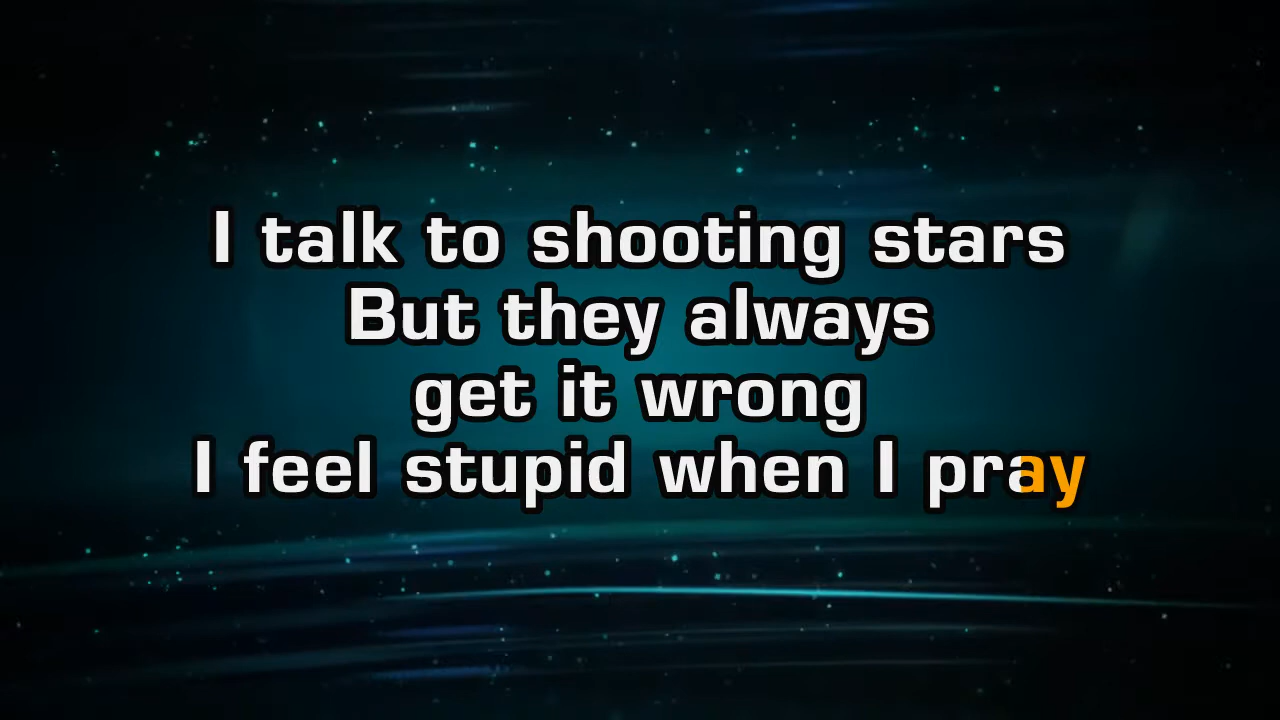 I talk to shooting stars
But they always
get it wrong
I feel stupid when I pray